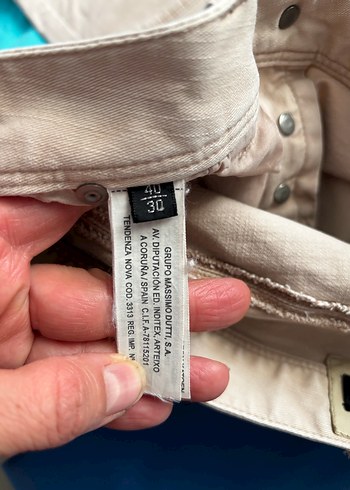 40
30
GRUPO MASSIMO DUTTI, S.A.
AV. DIPUTACIÓN ED. INDITEX, ARTEIXO
A CORUÑA / SPAIN C.I.F. A-78115201
TENDENZA NOVA COD. 3313 REG. IMP. Nº